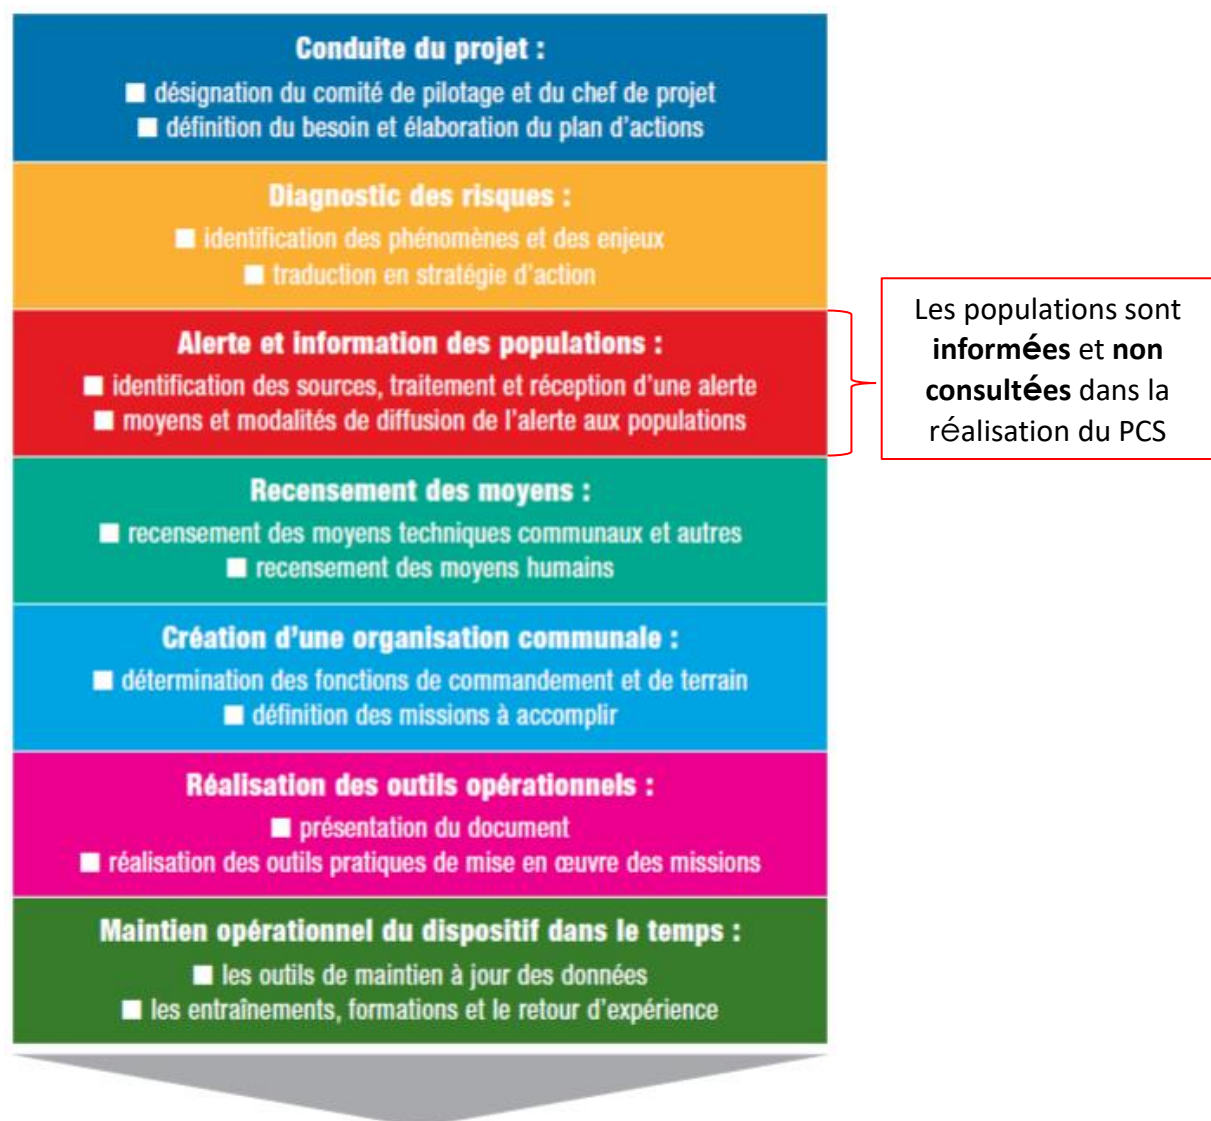 Conduite du projet :
■ désignation du comité de pilotage et du chef de projet
■ définition du besoin et élaboration du plan d'actions
Diagnostic des risques :
■ identification des phénomènes et des enjeux
■ traduction en stratégie d'action
Alerte et information des populations :
■ identification des sources, traitement et réception d'une alerte
■ moyens et modalités de diffusion de l'alerte aux populations
Les populations sont
informées et non
consultées dans la
réalisation du PCS
Recensement des moyens :
■ recensement des moyens techniques communaux et autres
■ recensement des moyens humains
Création d'une organisation communale :
■ détermination des fonctions de commandement et de terrain
■ définition des missions à accomplir
Réalisation des outils opérationnels :
■ présentation du document
■ réalisation des outils pratiques de mise en œuvre des missions
Maintien opérationnel du dispositif dans le temps :
■ les outils de maintien à jour des données
■ les entraînements, formations et le retour d'expérience